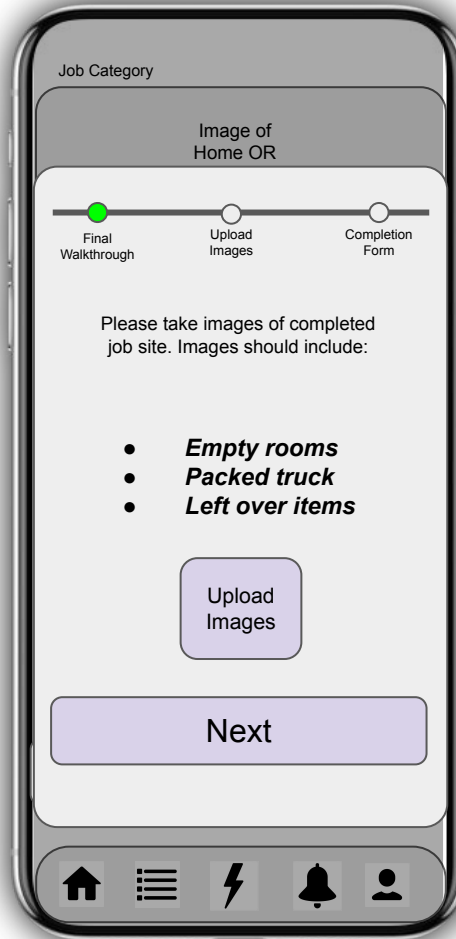 Job Category
Image of
Home OR
Final
Walkthrough
Upload
Images
Completion
Form
Please take images of completed
job site. Images should include:
● Empty rooms
● Packed truck
● Left over items
Upload
Images
Next